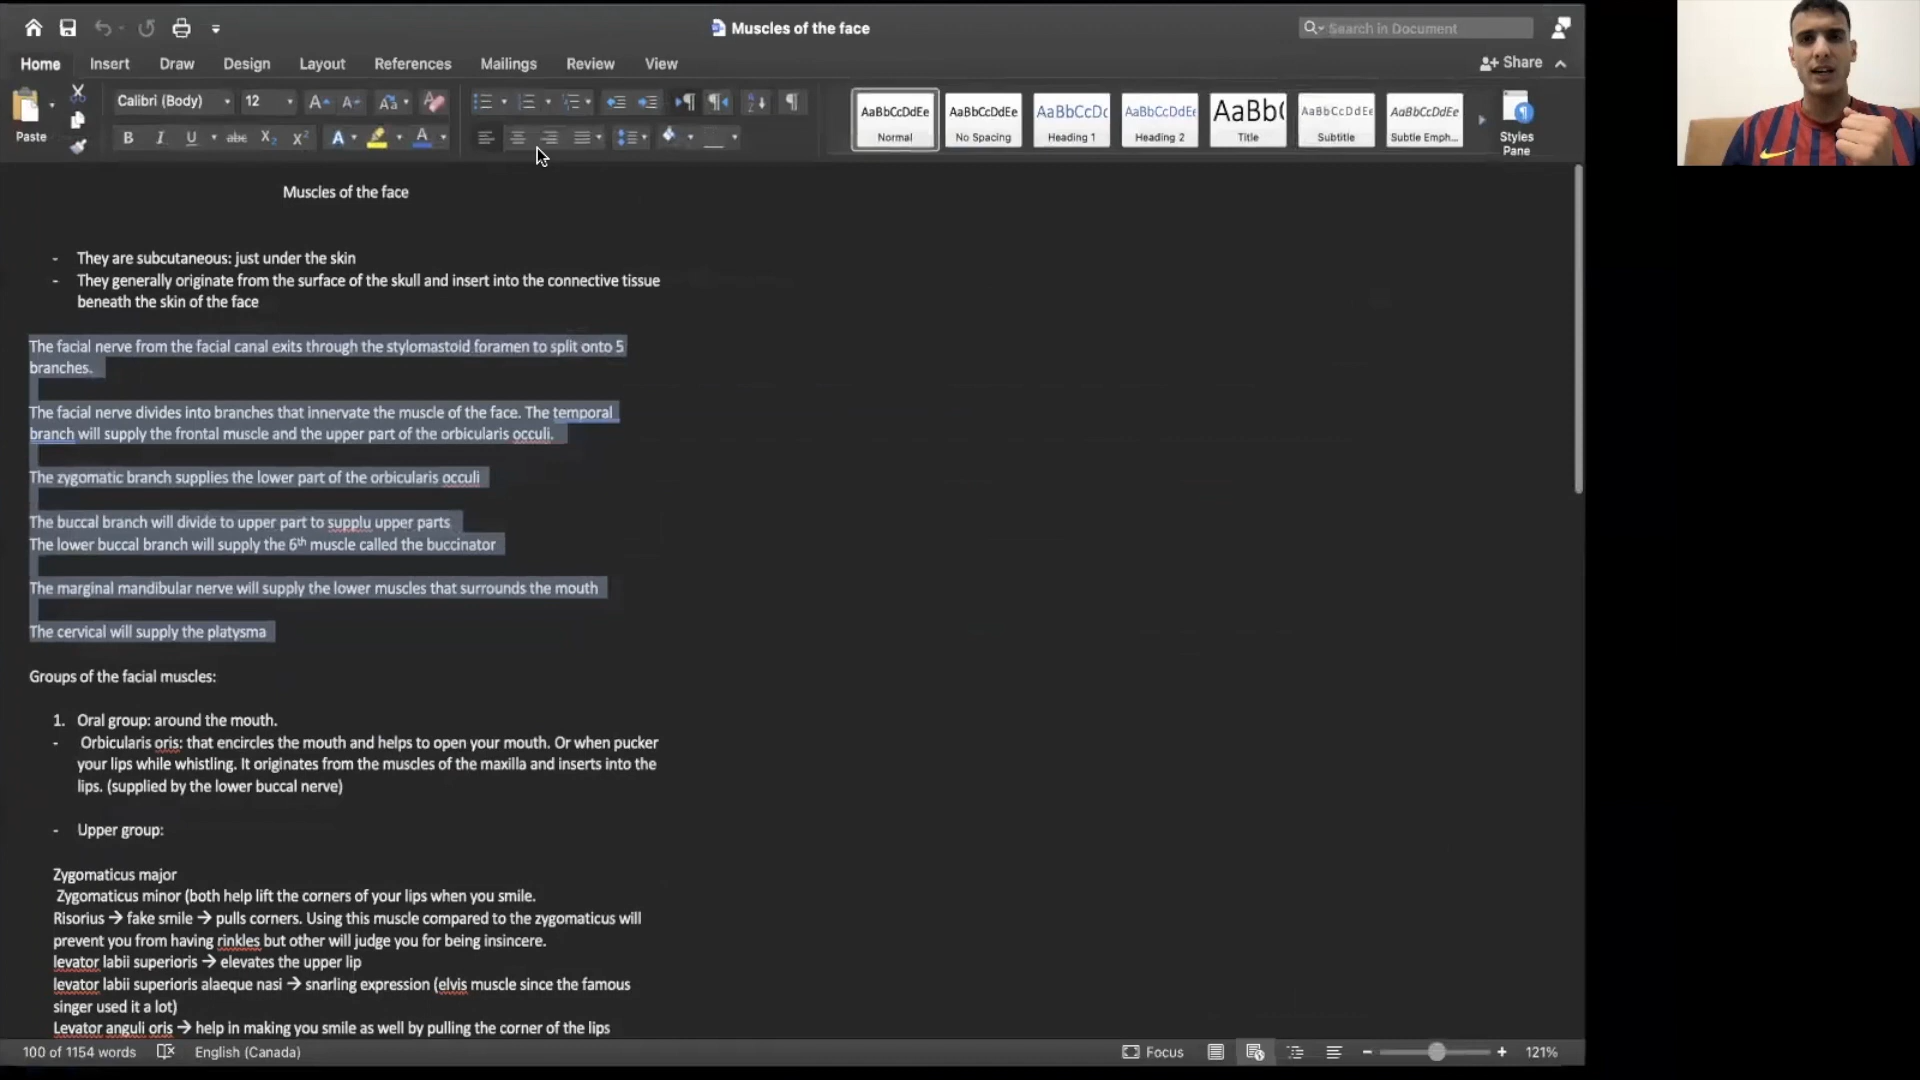 Muscles of the face
Search in Document
Home Insert Draw Design Layout References Mailings Review View
Share
Paste
Calibri (Body) 12
AaBbCcDdEe AaBbCcDdEe AaBbCcDc AaBbCcDdEe AaBb( AaBbCcDdEe AaBbCcDdEe
Normal No Spacing Heading 1 Heading 2 Title Subtitle Subtle Emph...
Styles
Pane
Muscles of the face
- They are subcutaneous: just under the skin
- They generally originate from the surface of the skull and insert into the connective tissue
beneath the skin of the face
The facial nerve from the facial canal exits through the stylomastoid foramen to split onto 5
branches.
The facial nerve divides into branches that innervate the muscle of the face. The temporal
branch will supply the frontal muscle and the upper part of the orbicularis occuli.
The zygomatic branch supplies the lower part of the orbicularis occuli
The buccal branch will divide to upper part to supplu upper parts
The lower buccal branch will supply the 6th muscle called the buccinator
The marginal mandibular nerve will supply the lower muscles that surrounds the mouth
The cervical will supply the platysma
Groups of the facial muscles:
1. Oral group: around the mouth.
- Orbicularis oris: that encircles the mouth and helps to open your mouth. Or when pucker
your lips while whistling. It originates from the muscles of the maxilla and inserts into the
lips. (supplied by the lower buccal nerve)
- Upper group:
Zygomaticus major
Zygomaticus minor (both help lift the corners of your lips when you smile.
Risorius → fake smile → pulls corners. Using this muscle compared to the zygomaticus will
prevent you from having rinkles but other will judge you for being insincere.
levator labii superioris → elevates the upper lip
levator labii superioris alaeque nasi → snarling expression (elvis muscle since the famous
singer used it a lot)
Levator anguli oris → help in making you smile as well by pulling the corner of the lips
100 of 1154 words English (Canada) Focus 121%